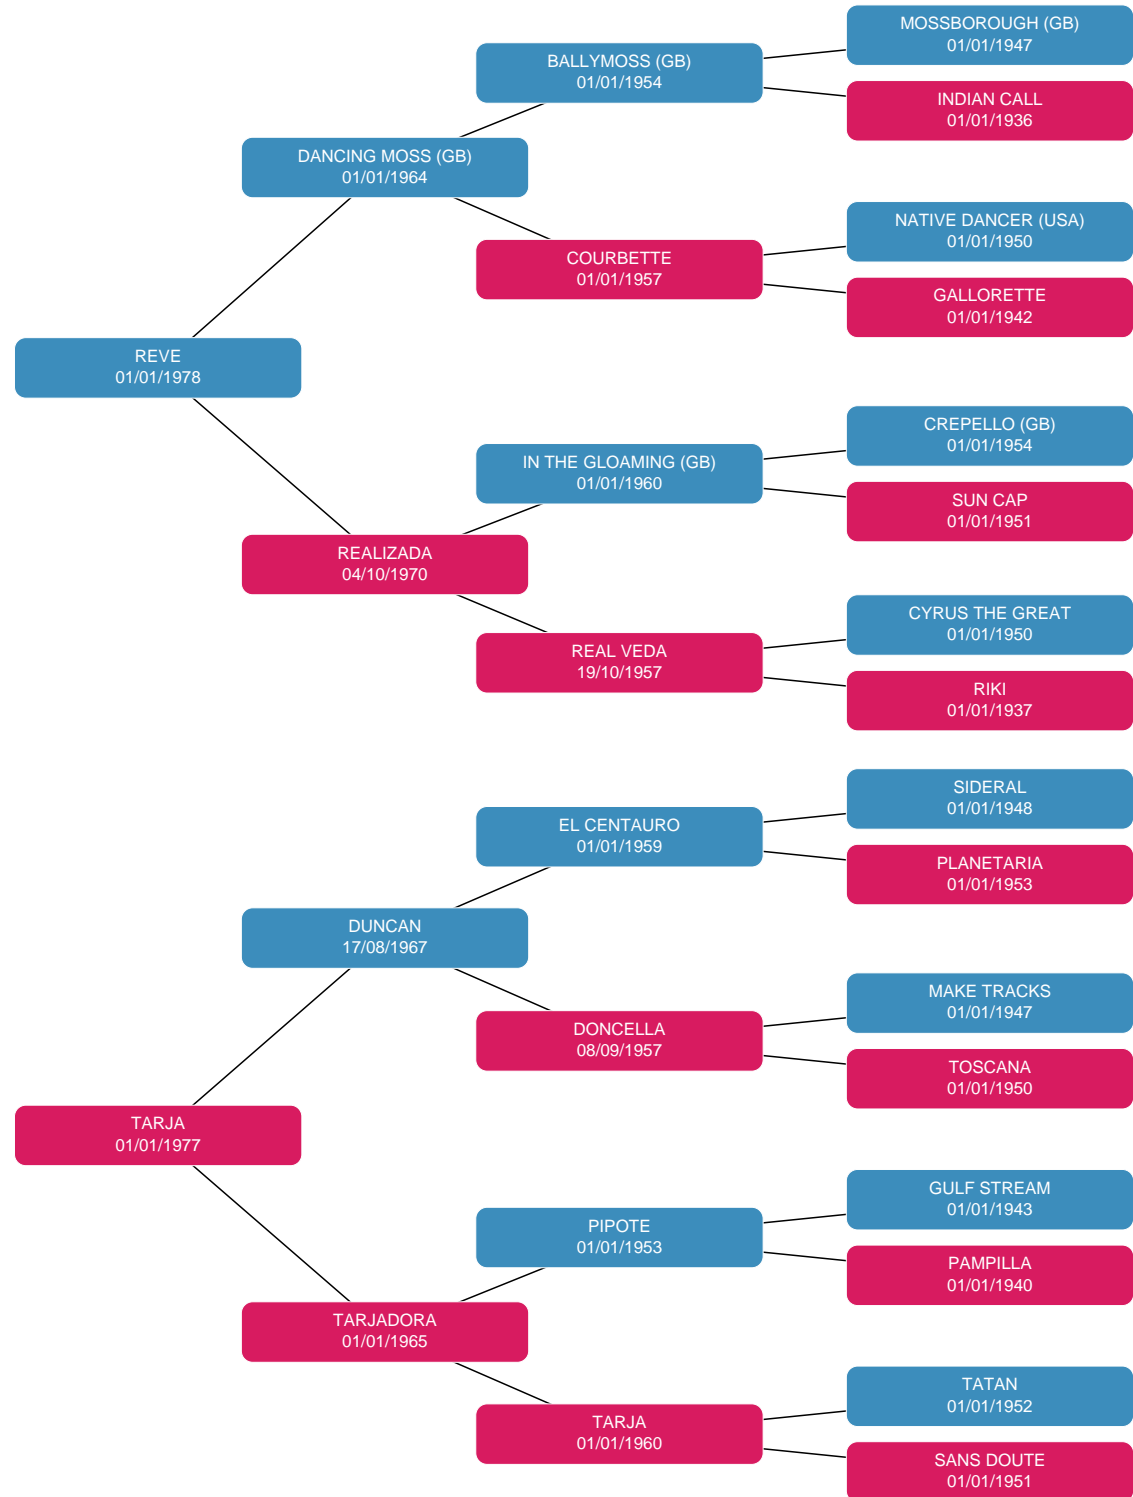 MOSSBOROUGH (GB)
01/01/1947
BALLYMOSS (GB)
01/01/1954
INDIAN CALL
01/01/1936
DANCING MOSS (GB)
01/01/1964
NATIVE DANCER (USA)
01/01/1950
COURBETTE
01/01/1957
GALLORETTE
01/01/1942
REVE
01/01/1978
CREPELLO (GB)
01/01/1954
IN THE GLOAMING (GB)
01/01/1960
SUN CAP
01/01/1951
REALIZADA
04/10/1970
CYRUS THE GREAT
01/01/1950
REAL VEDA
19/10/1957
RIKI
01/01/1937
SIDERAL
01/01/1948
EL CENTAURO
01/01/1959
PLANETARIA
01/01/1953
DUNCAN
17/08/1967
MAKE TRACKS
01/01/1947
DONCELLA
08/09/1957
TOSCANA
01/01/1950
TARJA
01/01/1977
GULF STREAM
01/01/1943
PIPOTE
01/01/1953
PAMPILLA
01/01/1940
TARJADORA
01/01/1965
TATAN
01/01/1952
TARJA
01/01/1960
SANS DOUTE
01/01/1951